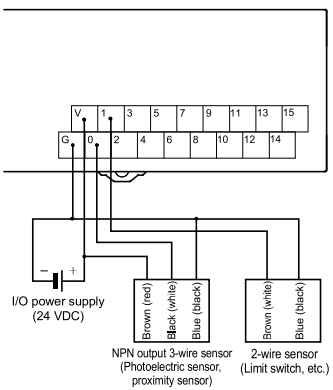 V 1 3 5 7 9 11 13 15
G 0 2 4 6 8 10 12 14
− +
I/O power supply
(24 VDC)
Brown (red)
Black (white)
Blue (black)
Brown (white)
Blue (black)
NPN output 3-wire sensor
(Photoelectric sensor,
proximity sensor)
2-wire sensor
(Limit switch, etc.)